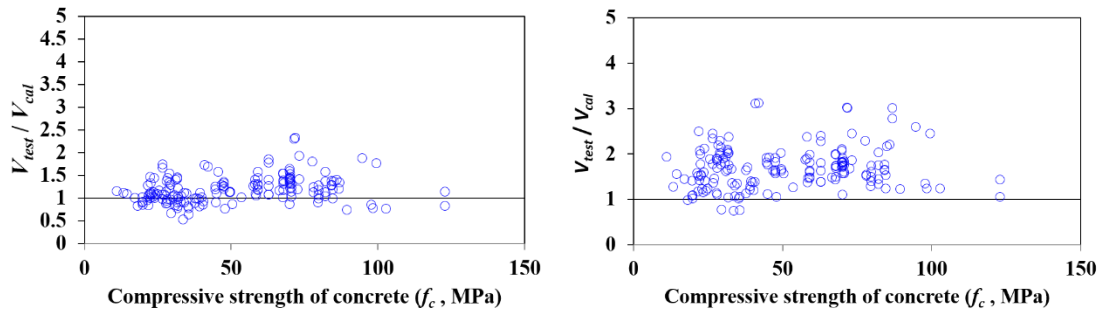 5
4.5
4
3.5
3
2.5
2
1.5
1
0.5
0
V_test / V_cal
0 50 100 150
Compressive strength of concrete (f_c , MPa)
5
4
3
2
1
0
V_test / V_cal
0 50 100 150
Compressive strength of concrete (f_c , MPa)